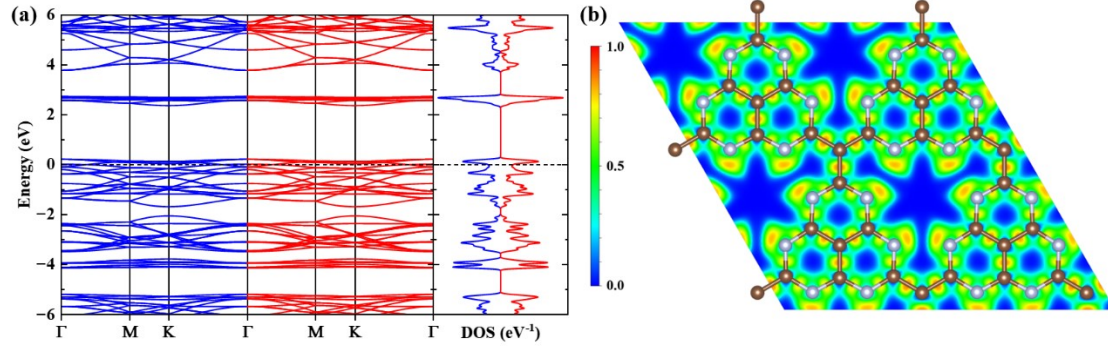 (a)
6
4
2
0
−2
−4
−6
Energy (eV)
Γ M K Γ M K Γ
DOS (eV⁻¹)
(b)
1.0
0.5
0.0